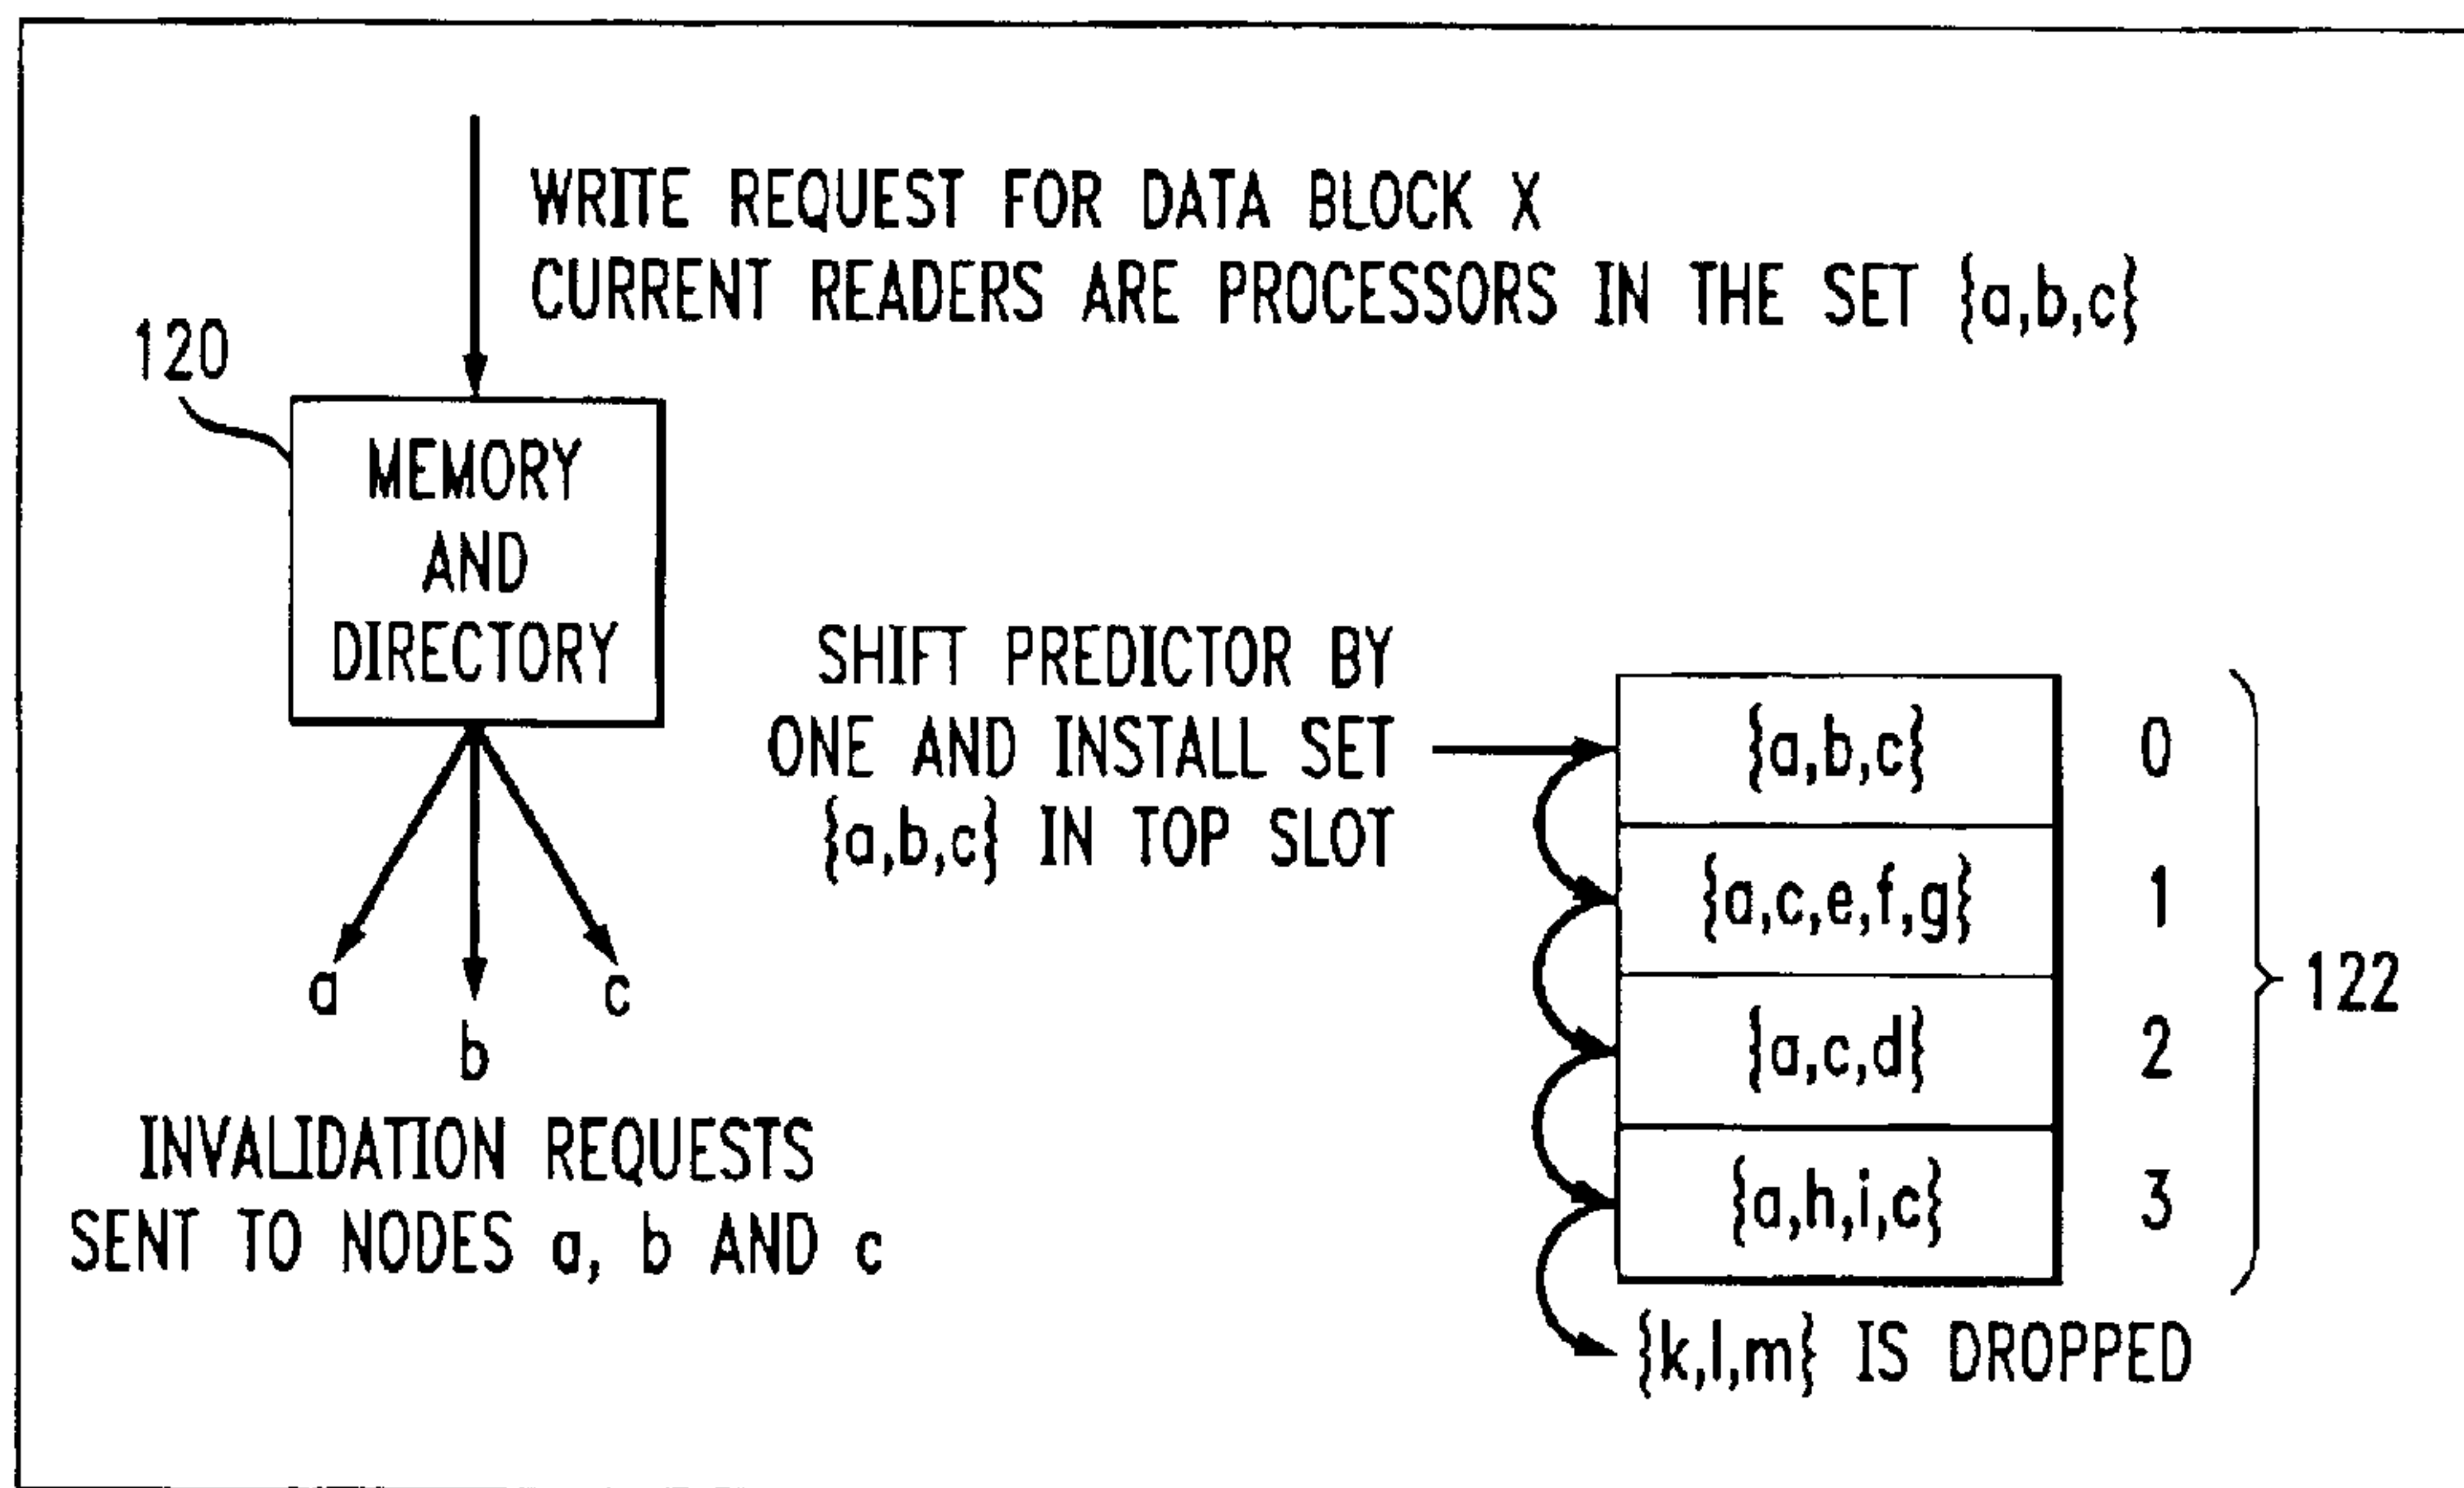 WRITE REQUEST FOR DATA BLOCK X
CURRENT READERS ARE PROCESSORS IN THE SET {a,b,c}
120
MEMORY
AND
DIRECTORY
a
b
c
INVALIDATION REQUESTS
SENT TO NODES a, b AND c
SHIFT PREDICTOR BY
ONE AND INSTALL SET
{a,b,c} IN TOP SLOT
{a,b,c} 0
{a,c,e,f,g} 1
{a,c,d} 2
{a,h,i,c} 3
122
{k,l,m} IS DROPPED